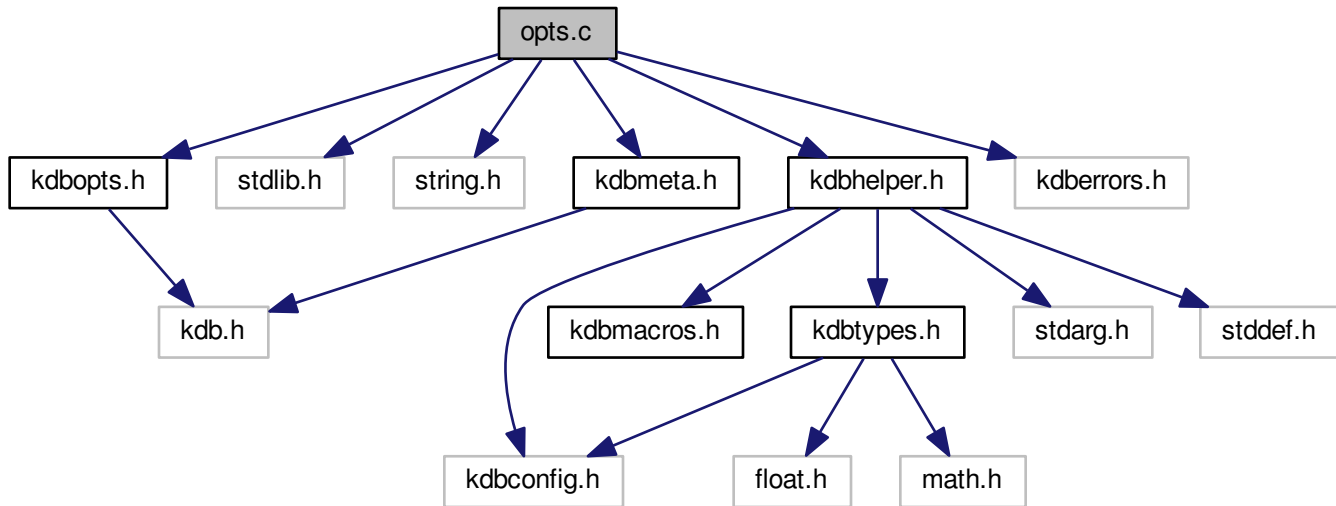 opts.c
kdbopts.h
stdlib.h
string.h
kdbmeta.h
kdbhelper.h
kdberrors.h
kdb.h
kdbmacros.h
kdbtypes.h
stdarg.h
stddef.h
kdbconfig.h
float.h
math.h